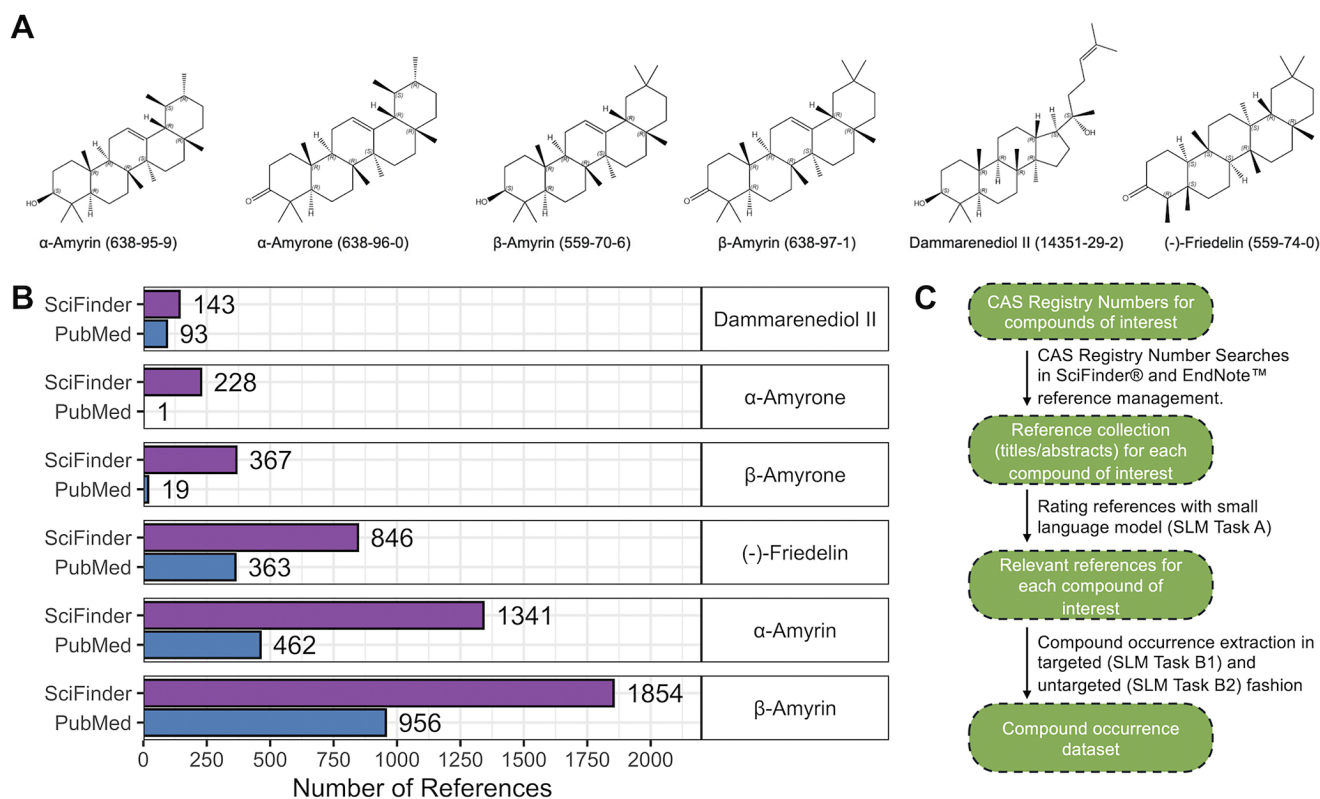 A
α-Amyrin (638-95-9)
α-Amyrone (638-96-0)
β-Amyrin (559-70-6)
β-Amyrin (638-97-1)
Dammarenediol II (14351-29-2)
(-)-Friedelin (559-74-0)
B
SciFinder 143
PubMed 93
Dammarenediol II
SciFinder 228
PubMed 1
α-Amyrone
SciFinder 367
PubMed 19
β-Amyrone
SciFinder 846
PubMed 363
(-)-Friedelin
SciFinder 1341
PubMed 462
α-Amyrin
SciFinder 1854
PubMed 956
β-Amyrin
0 250 500 750 1000 1250 1500 1750 2000
Number of References
C
CAS Registry Numbers for
compounds of interest
CAS Registry Number Searches
in SciFinder® and EndNote™
reference management.
Reference collection
(titles/abstracts) for each
compound of interest
Rating references with small
language model (SLM Task A)
Relevant references for
each compound of
interest
Compound occurrence extraction in
targeted (SLM Task B1) and
untargeted (SLM Task B2) fashion
Compound occurrence
dataset